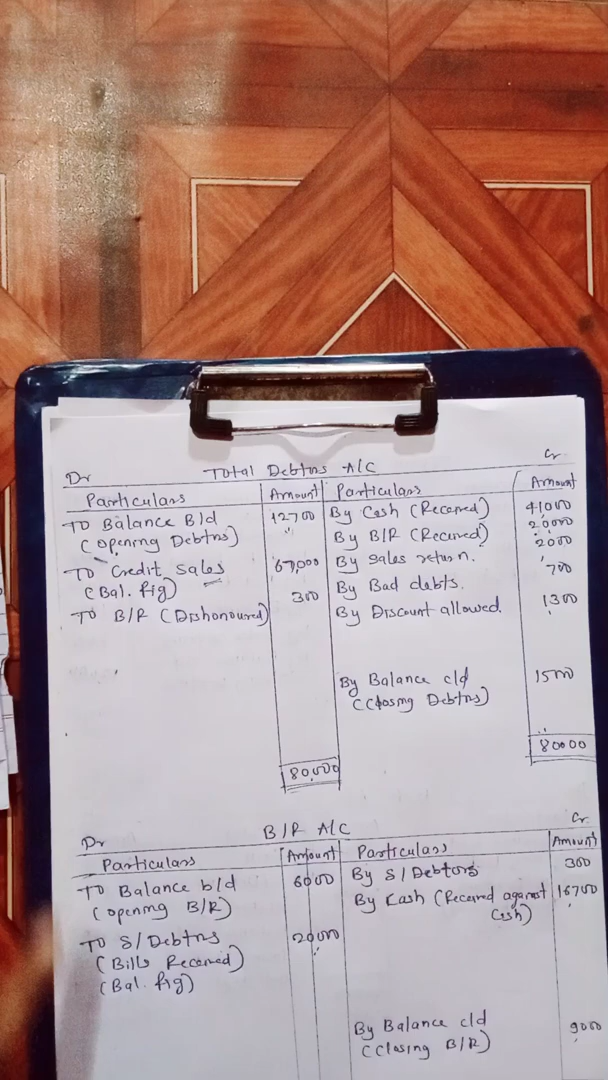 Total Debtors A/C
Dr Cr
Particulars Amount Particulars Amount
To Balance B/d 12700 By Cash (Received) 41000
(opening Debtors) By B/R (Received) 20000
To Credit sales 67,000 By Sales return. 2000
(Bal. fig) By Bad debts. 700
To B/R (Dishonoured) 300 By Discount allowed. 1300
By Balance c/d 15000
(Closing Debtors)
80,000 80000
B/R A/C
Dr Cr
Particulars Amount Particulars Amount
To Balance b/d 6000 By S/Debtors 300
(opening B/R) By Cash (Received against 16700
Cash)
To S/Debtors 20000
(Bills Received)
(Bal. fig)
By Balance c/d 9000
(Closing B/R)